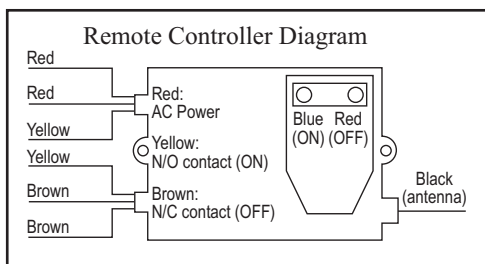 Remote Controller Diagram
Red
Red
Yellow
Yellow
Brown
Brown
Red:
AC Power
Yellow:
N/O contact (ON)
Brown:
N/C contact (OFF)
Blue Red
(ON) (OFF)
Black
(antenna)